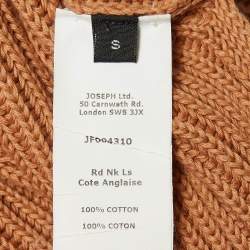 S
JOSEPH Ltd.
50 Carnwath Rd.
London SW6 3JX
JF004310
Rd Nk Ls
Cote Anglaise
100% COTTON
100% COTON